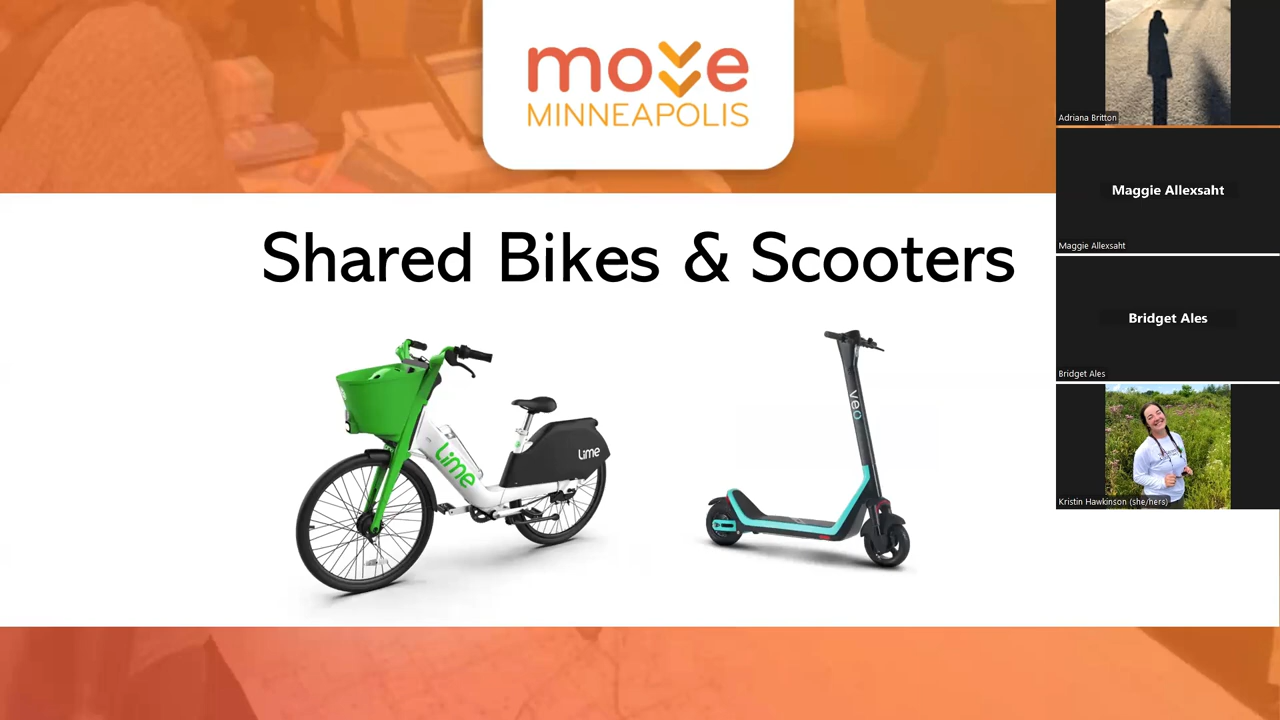 move
MINNEAPOLIS
Shared Bikes & Scooters
Lime
Lime
veo
Adriana Britton
Maggie Allexsaht
Maggie Allexsaht
Bridget Ales
Bridget Ales
Kristin Hawkinson (she/hers)